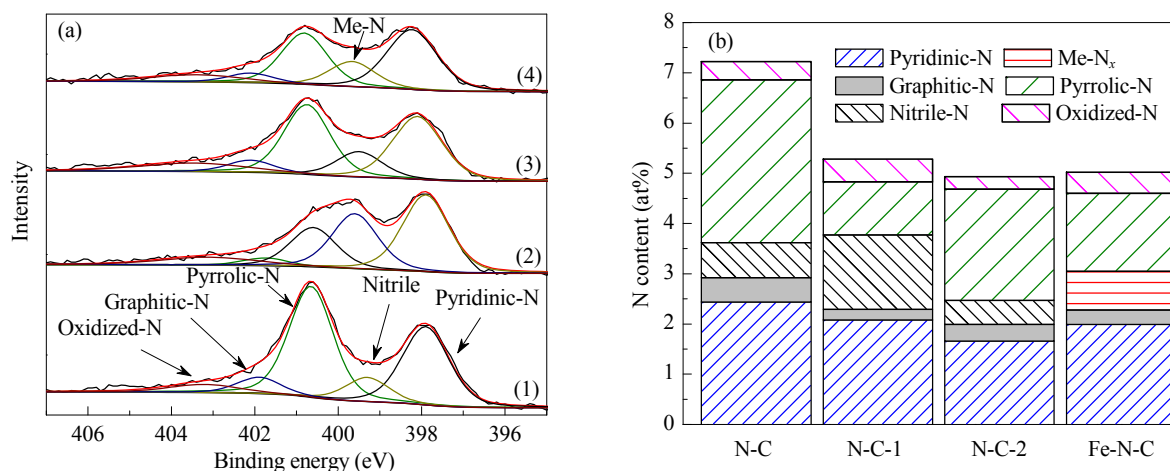 (a)
Me-N
(4)
(3)
(2)
Pyrrolic-N
Nitrile
Graphitic-N
Pyridinic-N
Oxidized-N
(1)
Intensity
406 404 402 400 398 396
Binding energy (eV)
(b)
8
7
6
5
4
3
2
1
0
N content (at%)
Pyridinic-N Me-Nx
Graphitic-N Pyrrolic-N
Nitrile-N Oxidized-N
N-C N-C-1 N-C-2 Fe-N-C